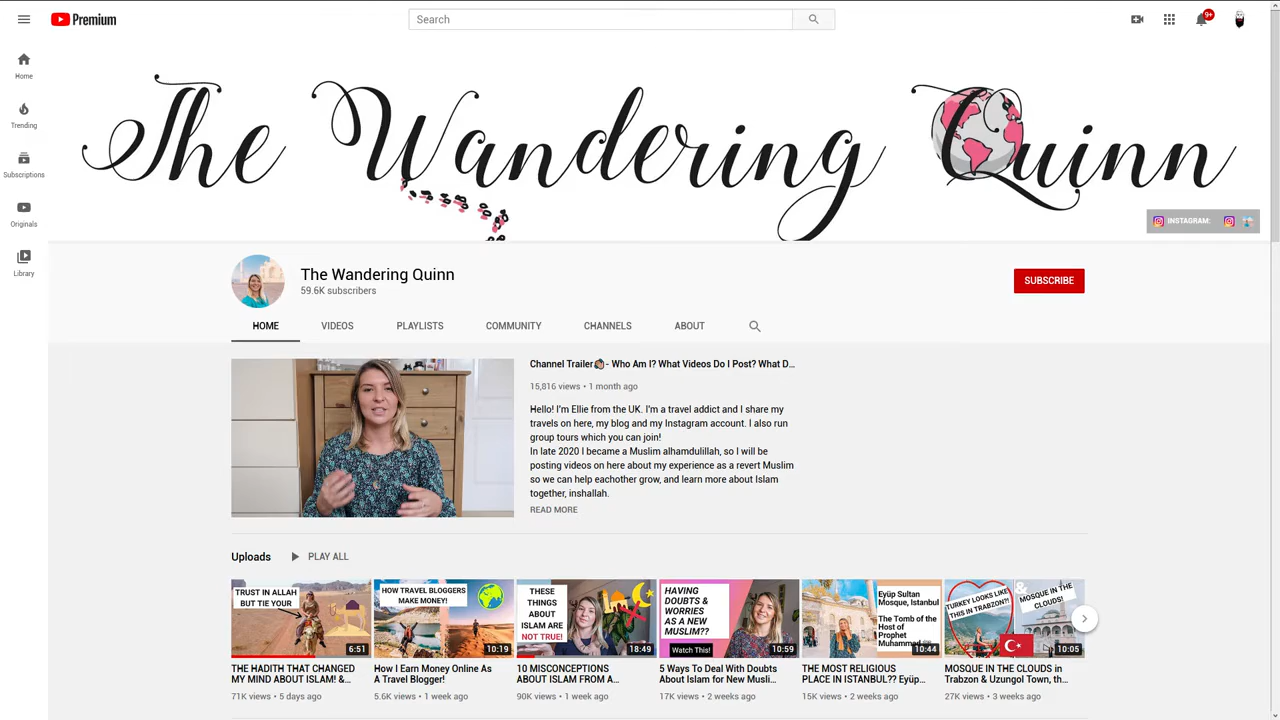 Premium
Search
9+
Home
Trending
Subscriptions
Originals
Library
The Wandering Quinn
INSTAGRAM:
The Wandering Quinn
59.6K subscribers
SUBSCRIBE
HOME
VIDEOS
PLAYLISTS
COMMUNITY
CHANNELS
ABOUT
Channel Trailer - Who Am I? What Videos Do I Post? What D...
15,816 views • 1 month ago
Hello! I'm Ellie from the UK. I'm a travel addict and I share my
travels on here, my blog and my Instagram account. I also run
group tours which you can join!
In late 2020 I became a Muslim alhamdulillah, so I will be
posting videos on here about my experience as a revert Muslim
so we can help eachother grow, and learn more about Islam
together, inshallah.
READ MORE
Uploads
PLAY ALL
TRUST IN ALLAH
BUT TIE YOUR
6:51
THE HADITH THAT CHANGED
MY MIND ABOUT ISLAM! &...
71K views • 5 days ago
HOW TRAVEL BLOGGERS
MAKE MONEY!
10:19
How I Earn Money Online As
A Travel Blogger!
5.6K views • 1 week ago
THESE
THINGS
ABOUT
ISLAM ARE
NOT TRUE!
18:49
10 MISCONCEPTIONS
ABOUT ISLAM FROM A...
90K views • 1 week ago
HAVING
DOUBTS &
WORRIES
AS A NEW
MUSLIM??
Watch This!
10:59
5 Ways To Deal With Doubts
About Islam for New Musli...
17K views • 2 weeks ago
Eyüp Sultan
Mosque, Istanbul
The Tomb of the
Host of
Prophet
Muhammad
10:44
THE MOST RELIGIOUS
PLACE IN ISTANBUL?? Eyüp...
15K views • 2 weeks ago
TURKEY LOOKS LIKE
THIS IN TRABZON!
&
MOSQUE IN THE
CLOUDS!
10:05
MOSQUE IN THE CLOUDS in
Trabzon & Uzungol Town, th...
27K views • 3 weeks ago